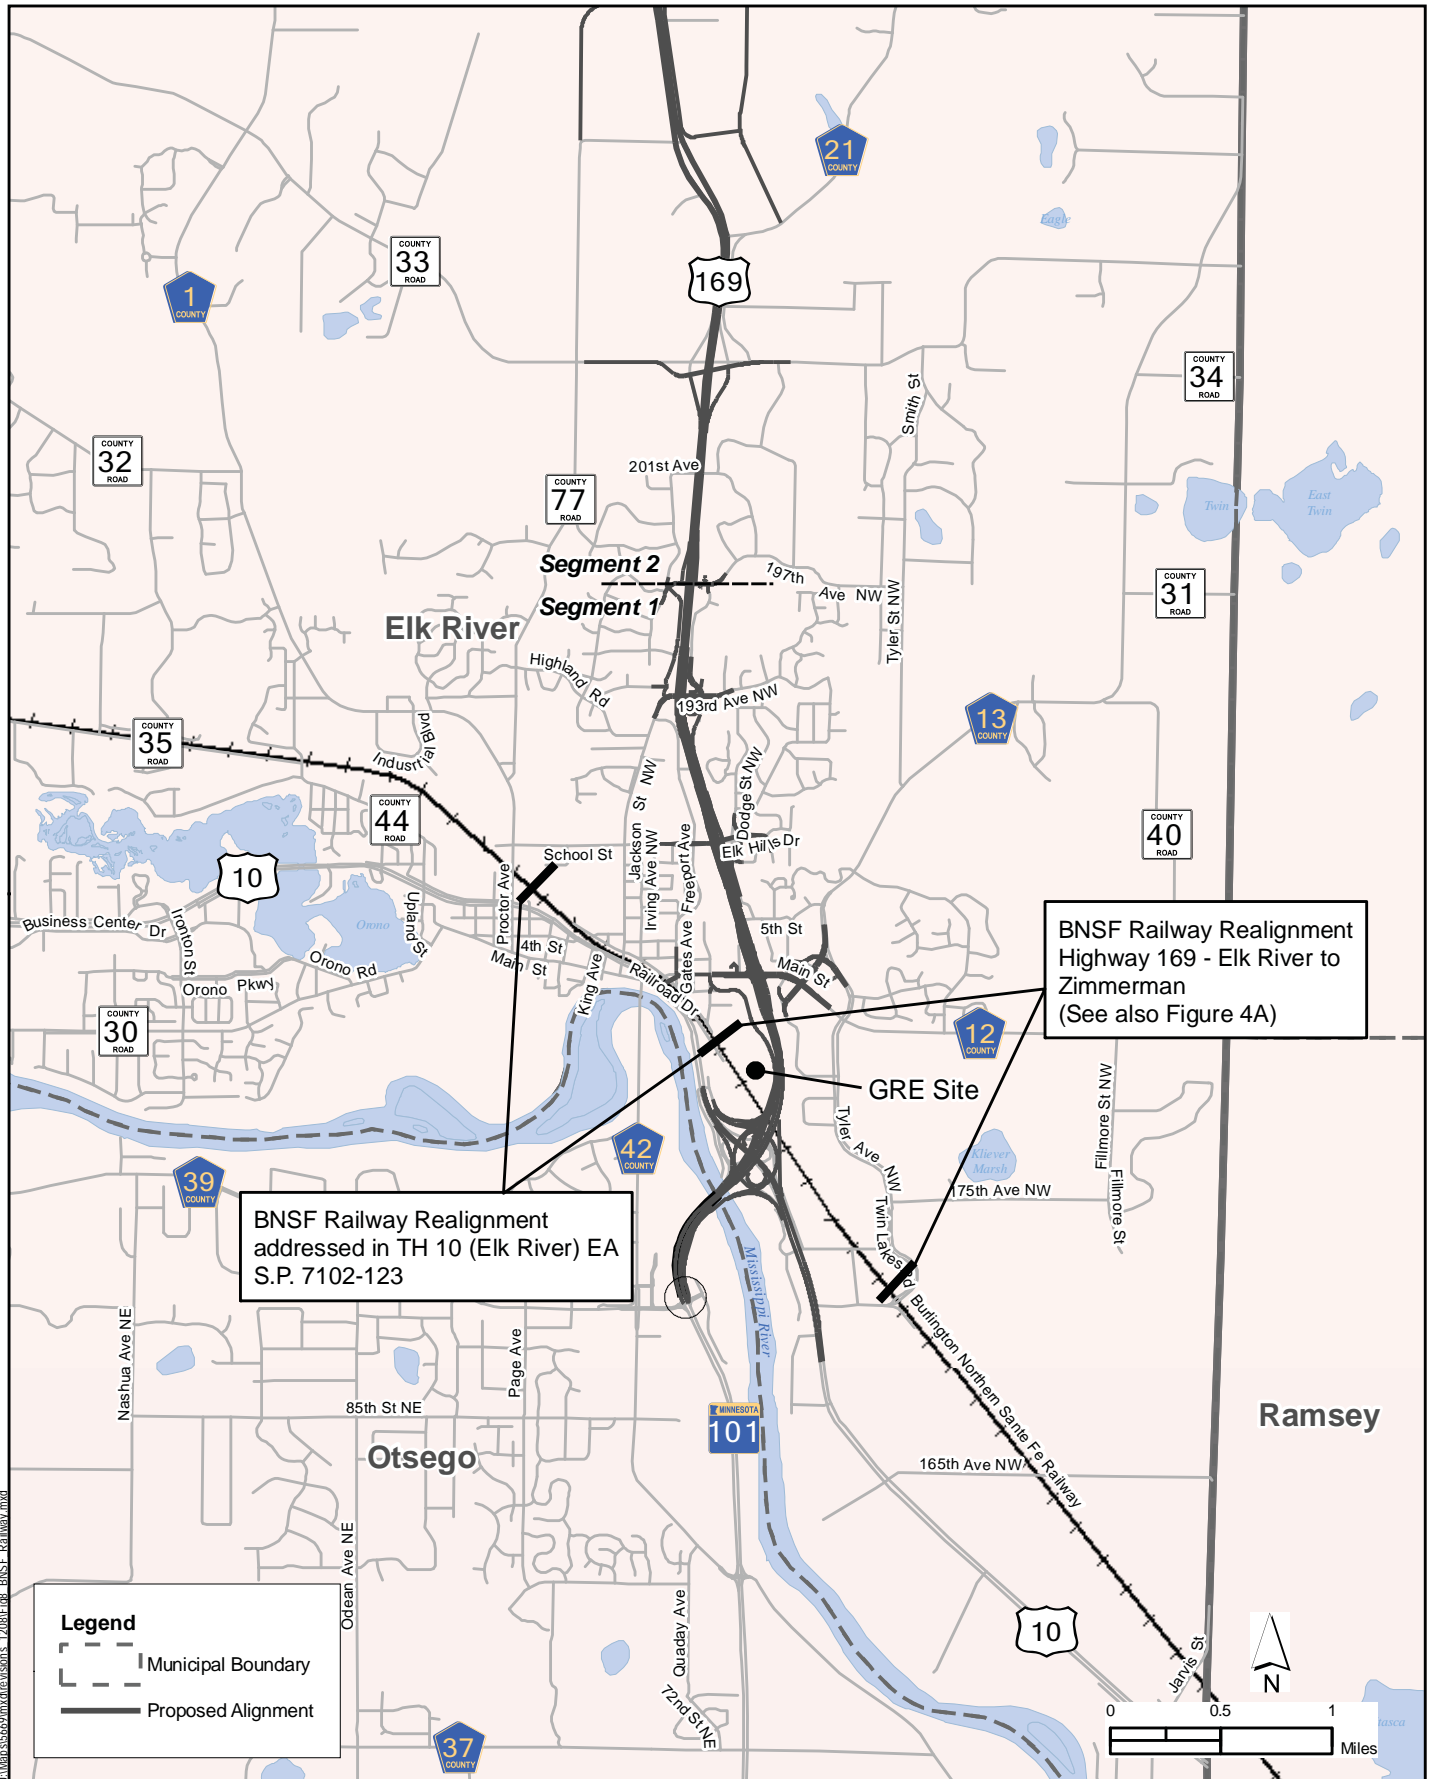 21
COUNTY
Eagle
COUNTY
33
ROAD
169
1
COUNTY
COUNTY
34
ROAD
Smith St
COUNTY
32
ROAD
201st Ave
COUNTY
77
ROAD
Twin
East
Twin
Segment 2
Segment 1
197th
Ave NW
Tyler St NW
COUNTY
31
ROAD
Elk River
Highland Rd
193rd Ave NW
13
COUNTY
COUNTY
35
ROAD
Indusrtial Blvd
Jackson St NW
Dodge St NW
COUNTY
44
ROAD
COUNTY
40
ROAD
School St
Irving Ave NW
Freeport Ave
Elk Hills Dr
10
Proctor Ave
Upland St
Business Center Dr
Ironton St
Orono
4th St
Main St
Orono Rd
Orono Pkwy
King Ave
Railroad Dr
Gates Ave
5th St
Main St
BNSF Railway Realignment
Highway 169 - Elk River to
Zimmerman
(See also Figure 4A)
COUNTY
30
ROAD
12
COUNTY
GRE Site
Tyler Ave NW
Fillmore St NW
Kliever
Marsh
42
COUNTY
39
COUNTY
175th Ave NW
Fillmore St
Twin Lakes Rd
BNSF Railway Realignment
addressed in TH 10 (Elk River) EA
S.P. 7102-123
Mississippi River
Burlington Northern Sante Fe Railway
Nashua Ave NE
Page Ave
85th St NE
MINNESOTA
101
Ramsey
Otsego
165th Ave NW
Odean Ave NE
Quaday Ave
72nd St NE
10
Jarvis St
N
Legend
Municipal Boundary
Proposed Alignment
37
COUNTY
0 0.5 1
Miles